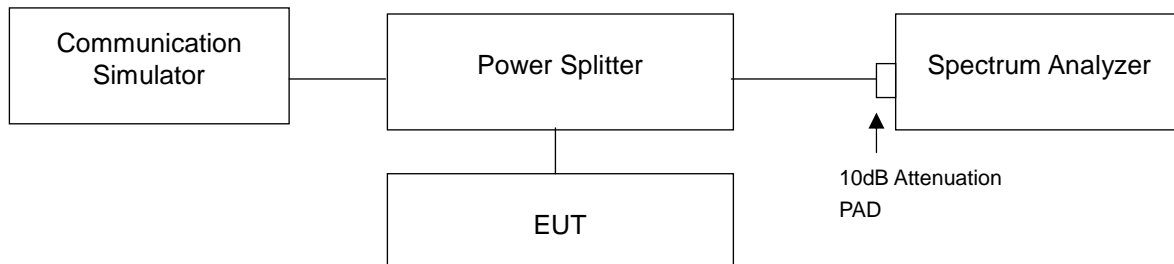 Communication
Simulator
Power Splitter
Spectrum Analyzer
10dB Attenuation
PAD
EUT